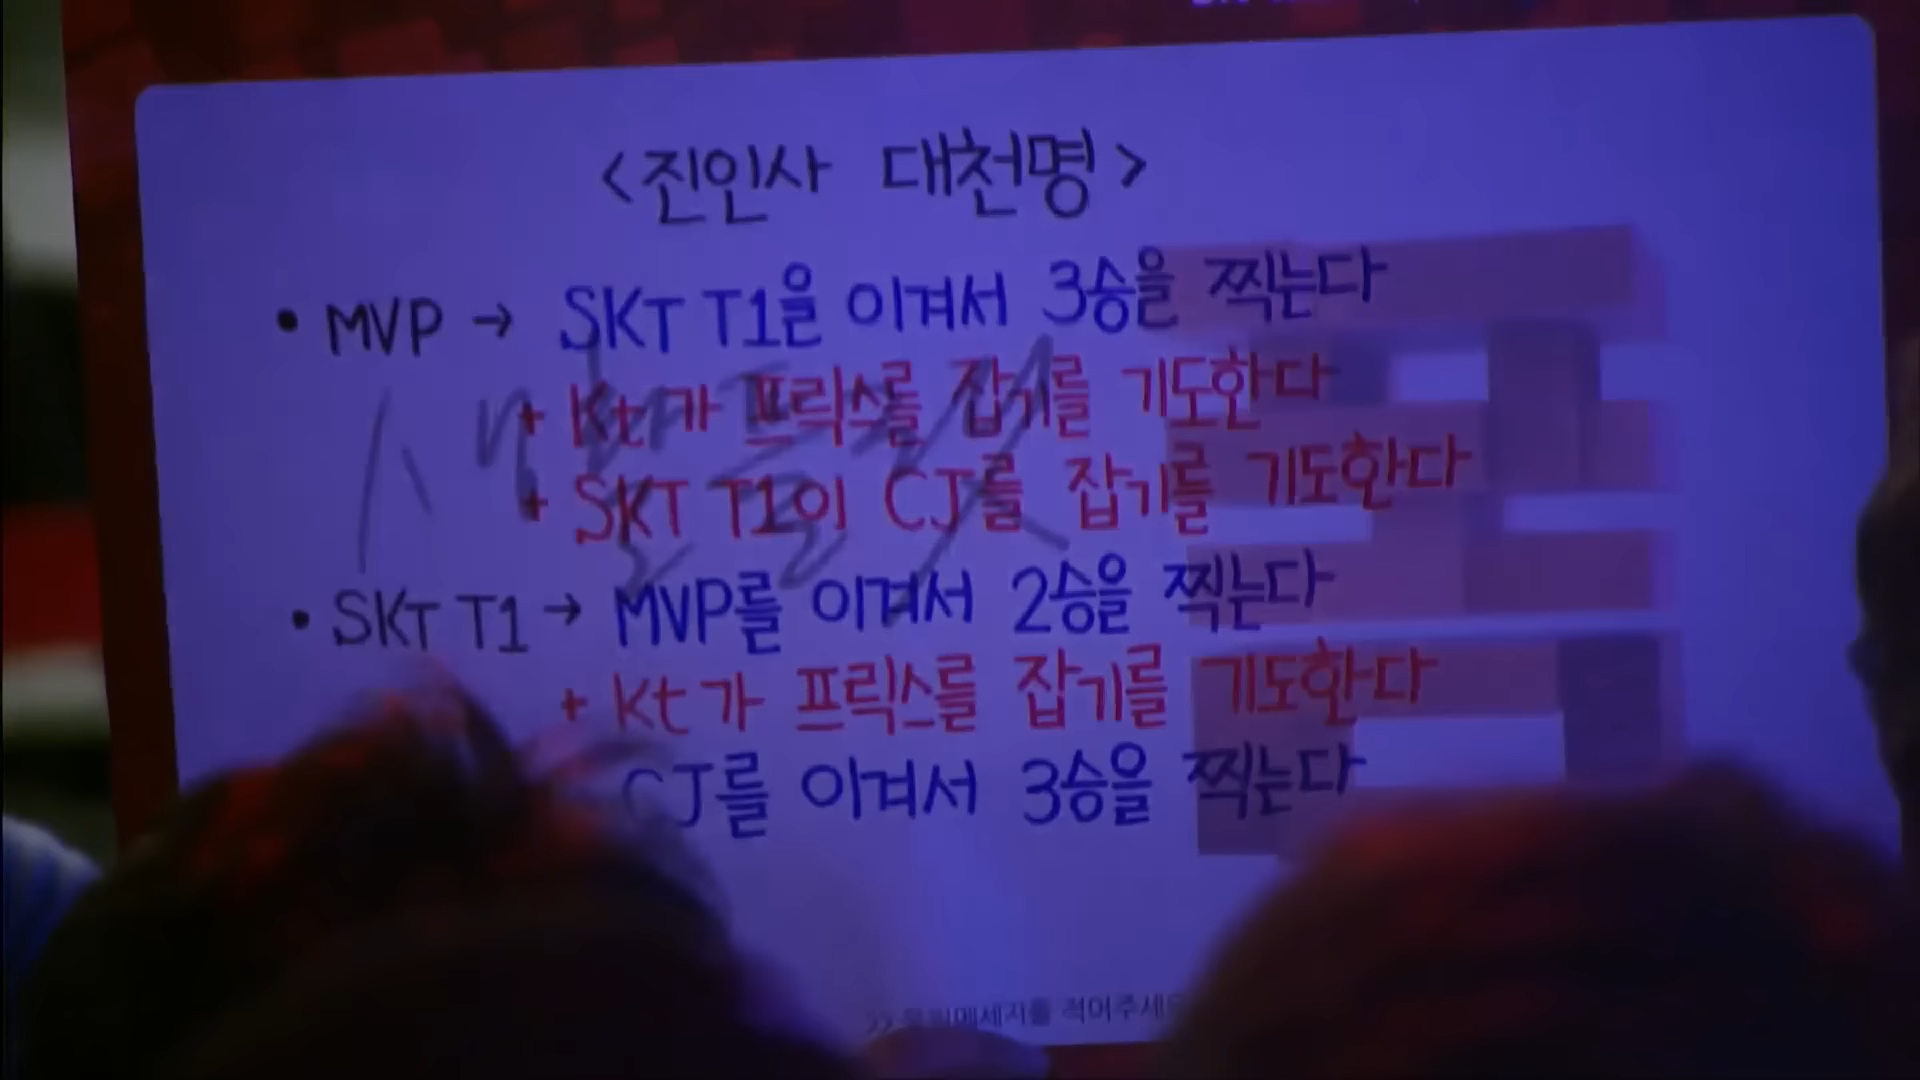 <진인사 대천명>
• MVP → SKT T1을 이겨서 3승을 찍는다
+ Kt가 프릭스를 잡기를 기도한다
+ SKT T1이 CJ를 잡기를 기도한다
• SKT T1 → MVP를 이겨서 2승을 찍는다
+ Kt가 프릭스를 잡기를 기도한다
CJ를 이겨서 3승을 찍는다
>> 적어주세